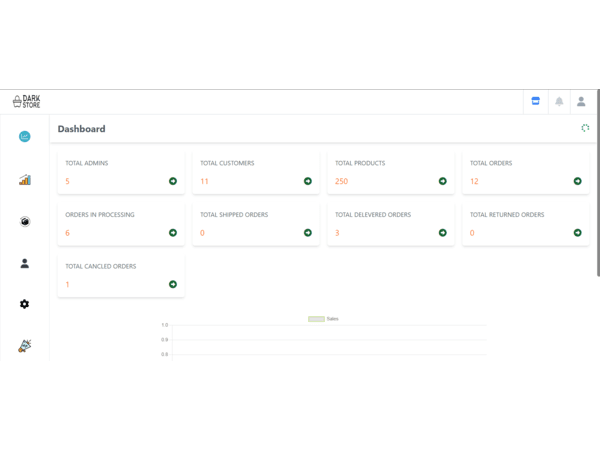 DARK
STORE
Dashboard
TOTAL ADMINS
5
TOTAL CUSTOMERS
11
TOTAL PRODUCTS
250
TOTAL ORDERS
12
ORDERS IN PROCESSING
6
TOTAL SHIPPED ORDERS
0
TOTAL DELEVERED ORDERS
3
TOTAL RETURNED ORDERS
0
TOTAL CANCLED ORDERS
1
Sales
1.0
0.9
0.8